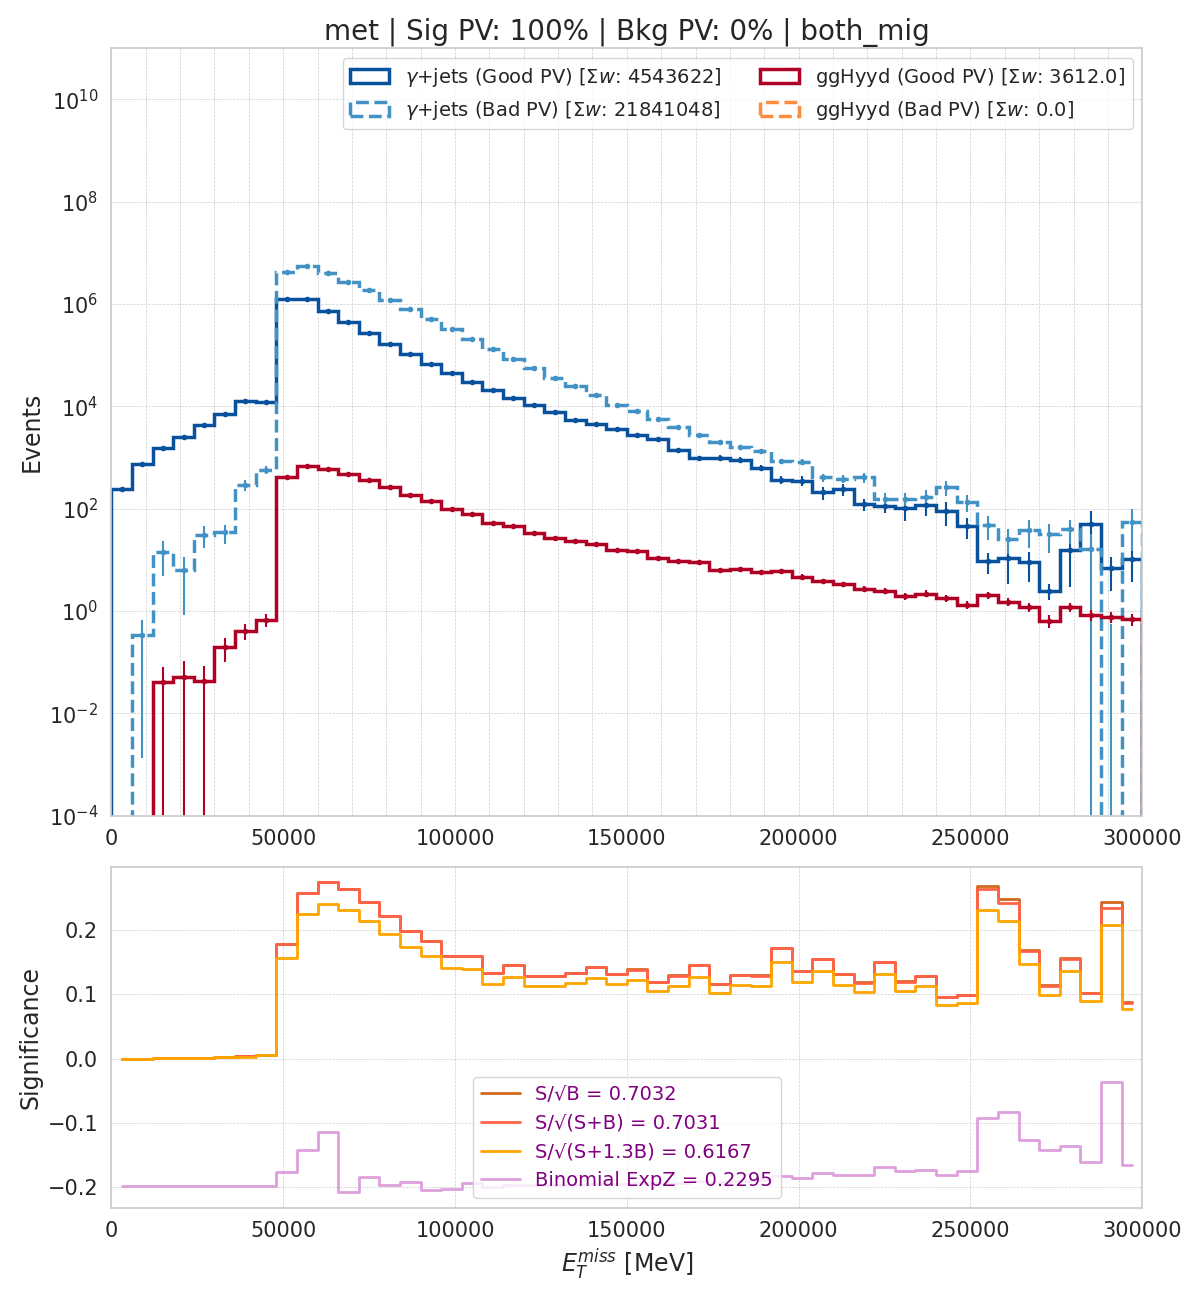 met | Sig PV: 100% | Bkg PV: 0% | both_mig
γ+jets (Good PV) [Σw: 4543622]
γ+jets (Bad PV) [Σw: 21841048]
ggHyyd (Good PV) [Σw: 3612.0]
ggHyyd (Bad PV) [Σw: 0.0]
Events
10^10
10^8
10^6
10^4
10^2
10^0
10^−2
10^−4
0 50000 100000 150000 200000 250000 300000
Significance
0.2
0.1
0.0
−0.1
−0.2
S/√B = 0.7032
S/√(S+B) = 0.7031
S/√(S+1.3B) = 0.6167
Binomial ExpZ = 0.2295
0 50000 100000 150000 200000 250000 300000
E_T^miss [MeV]